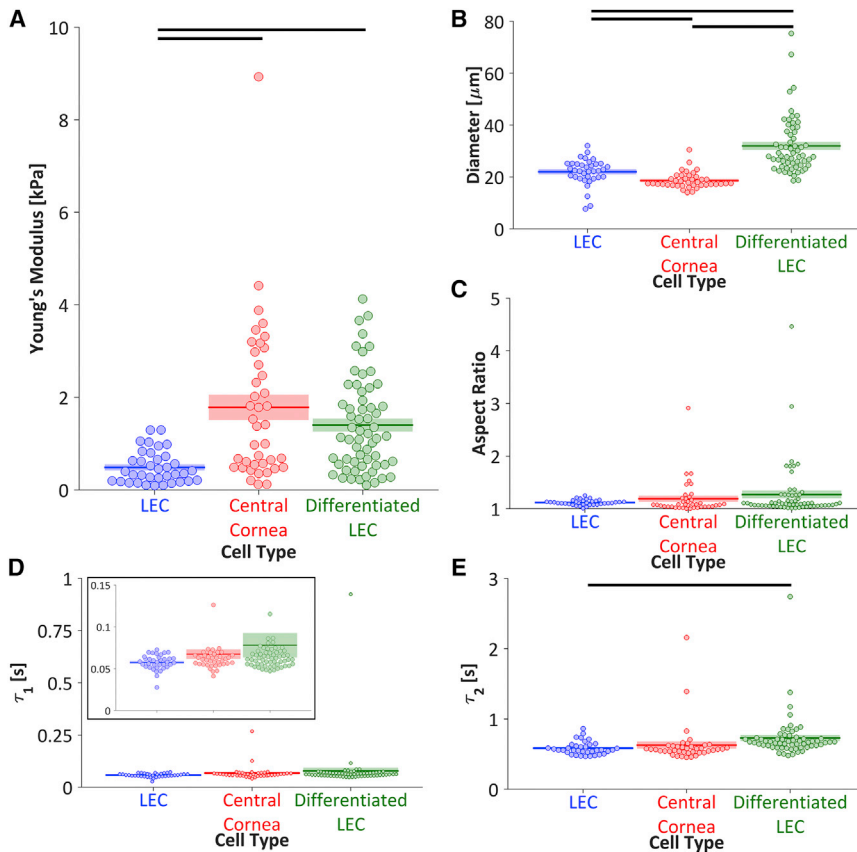 A
Young's Modulus [kPa]
10
8
6
4
2
0
LEC
Central
Cornea
Differentiated
LEC
Cell Type
B
Diameter [μm]
80
60
40
20
0
LEC
Central
Cornea
Differentiated
LEC
Cell Type
C
Aspect Ratio
5
4
3
2
1
LEC
Central
Cornea
Differentiated
LEC
Cell Type
D
τ1 [s]
1
0.75
0.5
0.25
0
0.15
0.1
0.05
0
LEC
Central
Cornea
Differentiated
LEC
Cell Type
E
τ2 [s]
3
2
1
0
LEC
Central
Cornea
Differentiated
LEC
Cell Type